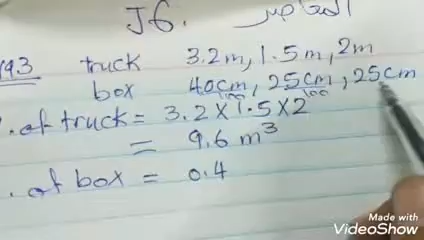 J6. المعاصر
193 truck 3.2m, 1.5m, 2m
box 40cm, 25cm, 25cm
100 100
. of truck = 3.2 X 1.5 X 2
= 9.6 m³
. of box = 0.4
Made with
VideoShow